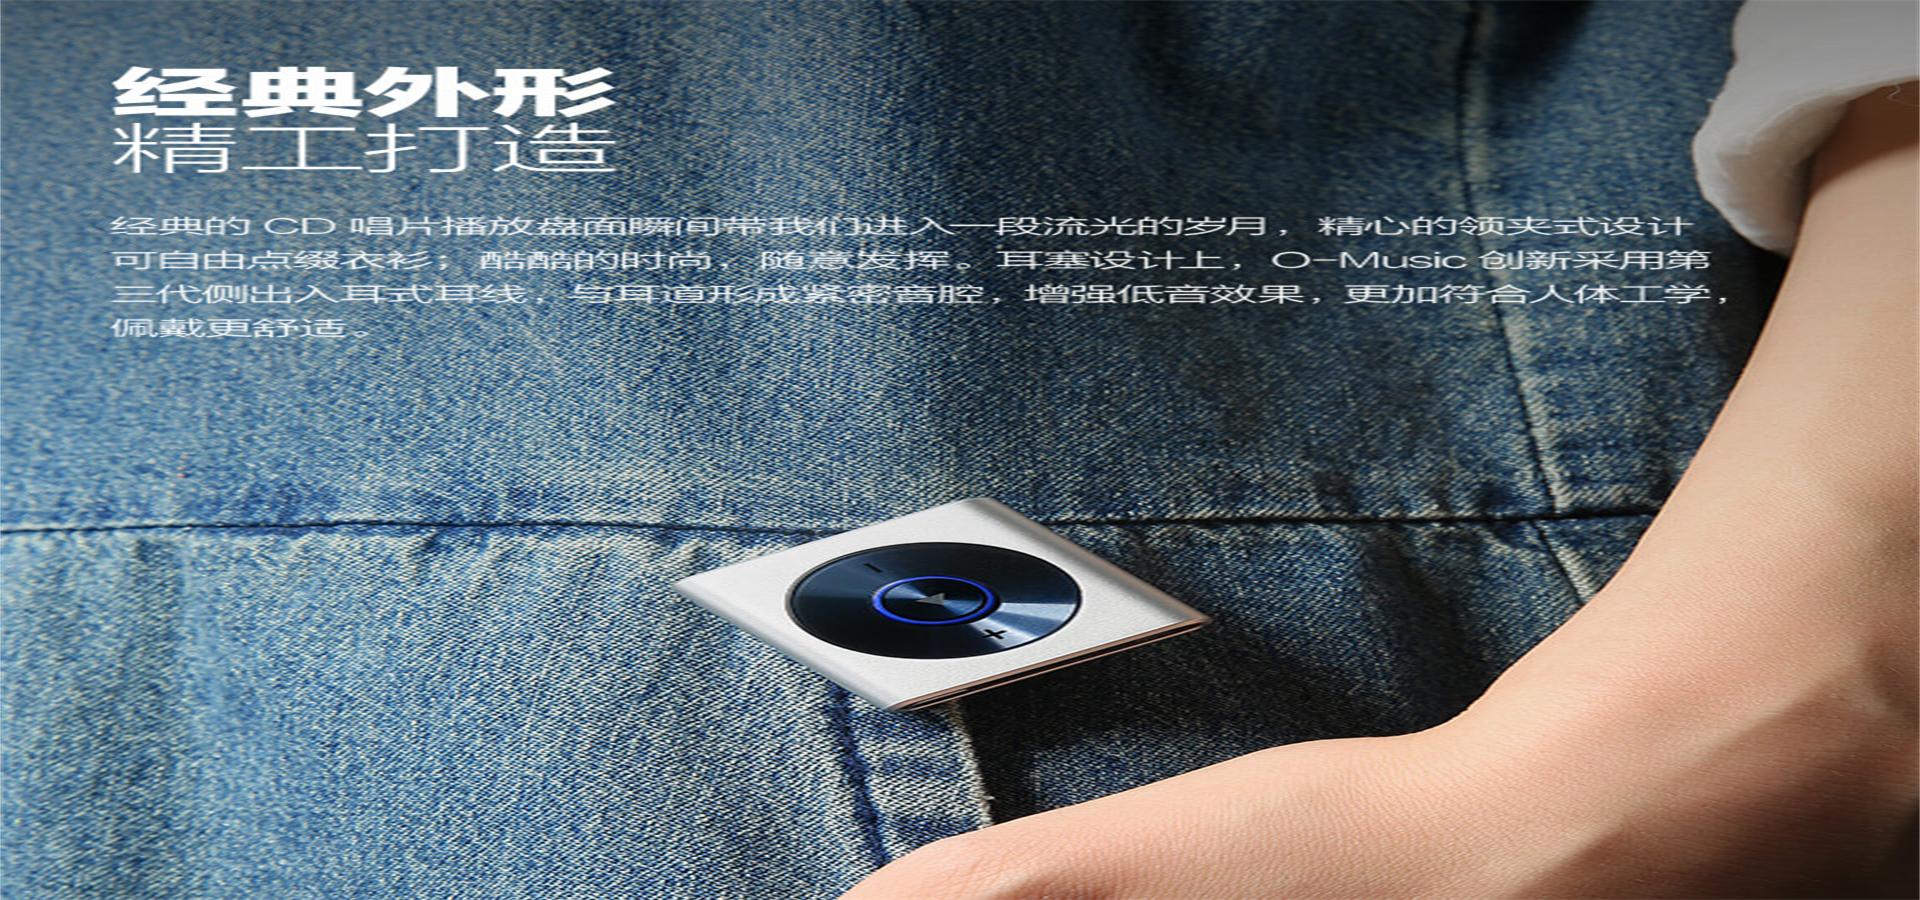 经典外形
精工打造
经典的 CD 唱片播放盘面瞬间带我们进入一段流光的岁月，精心的领夹式设计
可自由点缀衣衫；酷酷的时尚，随意发挥。耳塞设计上，O-Music 创新采用第
三代侧出入耳式耳线，与耳道形成紧密音腔，增强低音效果，更加符合人体工学，
佩戴更舒适。